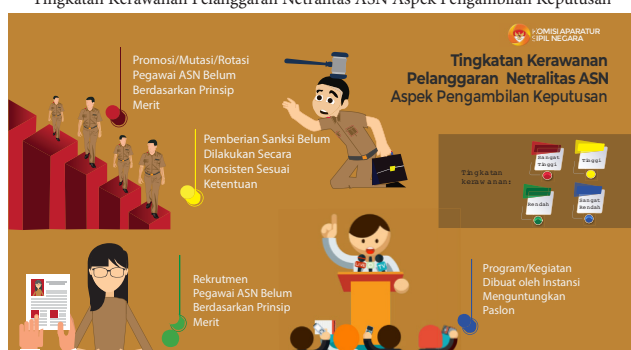 Tingkatan Kerawanan Pelanggaran Netralitas ASN Aspek Pengambilan Keputusan
KOMISI APARATUR
SIPIL NEGARA
Tingkatan Kerawanan
Pelanggaran Netralitas ASN
Aspek Pengambilan Keputusan
Promosi/Mutasi/Rotasi
Pegawai ASN Belum
Berdasarkan Prinsip
Merit
Pemberian Sanksi Belum
Dilakukan Secara
Konsisten Sesuai
Ketentuan
Tingkatan
kerawanan:
Sangat
Tinggi
Tinggi
Rendah
Sangat
Rendah
Rekrutmen
Pegawai ASN Belum
Berdasarkan Prinsip
Merit
Program/Kegiatan
Dibuat oleh Instansi
Menguntungkan
Paslon